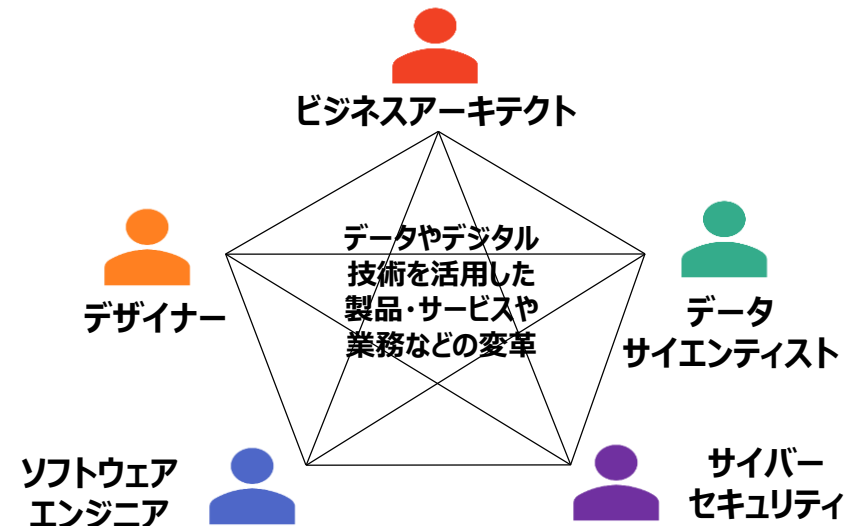 ビジネスアーキテクト
データやデジタル
技術を活用した
製品・サービスや
業務などの変革
デザイナー
データ
サイエンティスト
ソフトウェア
エンジニア
サイバー
セキュリティ